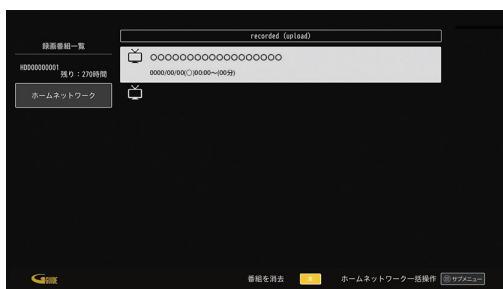 録画番組一覧
HDD00000001
残り：270時間
ホームネットワーク
recorded (upload)
○○○○○○○○○○○○○○○○○○
0000/00/00(○)00:00～(00分)
G GUIDE
番組を消去
ホームネットワーク一括操作
サブメニュー